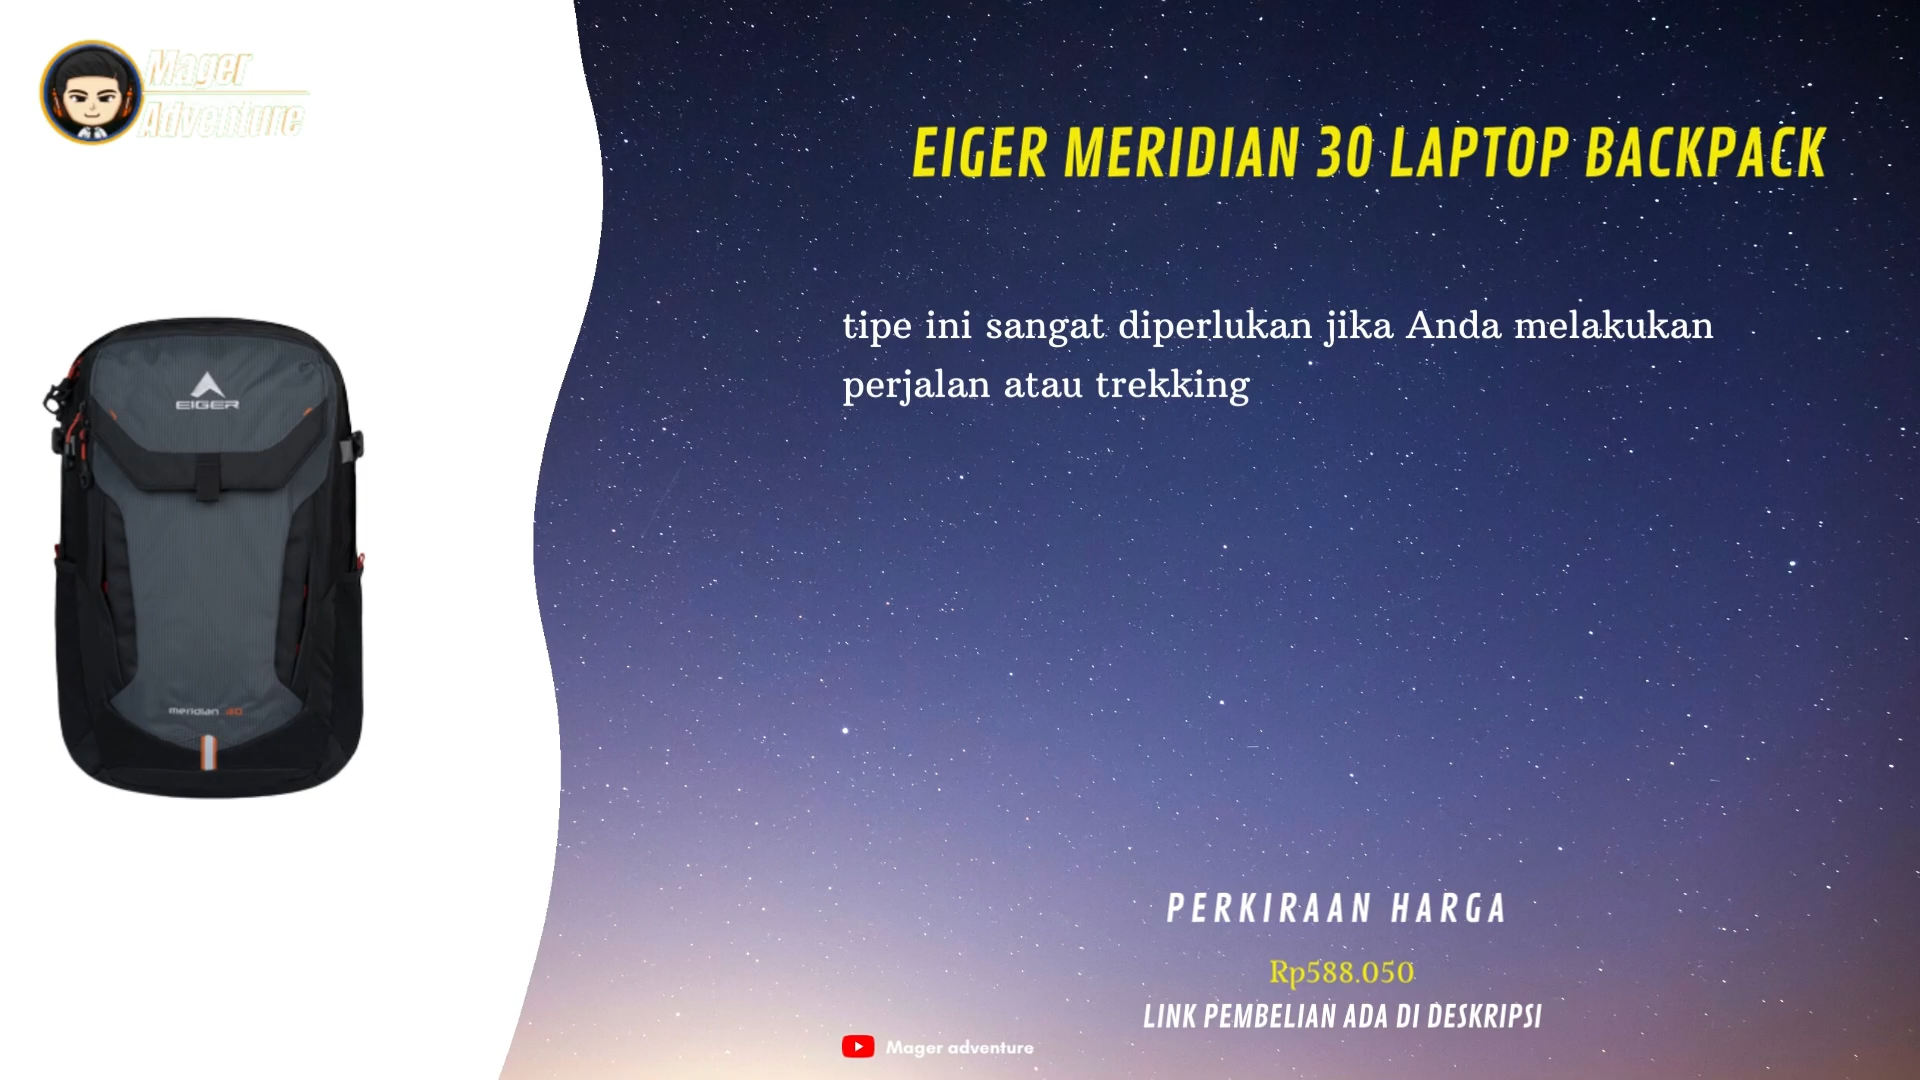 Mager
Adventure
EIGER MERIDIAN 30 LAPTOP BACKPACK
tipe ini sangat diperlukan jika Anda melakukan
perjalan atau trekking
EIGER
meridian 30
PERKIRAAN HARGA
Rp588.050
LINK PEMBELIAN ADA DI DESKRIPSI
Mager adventure